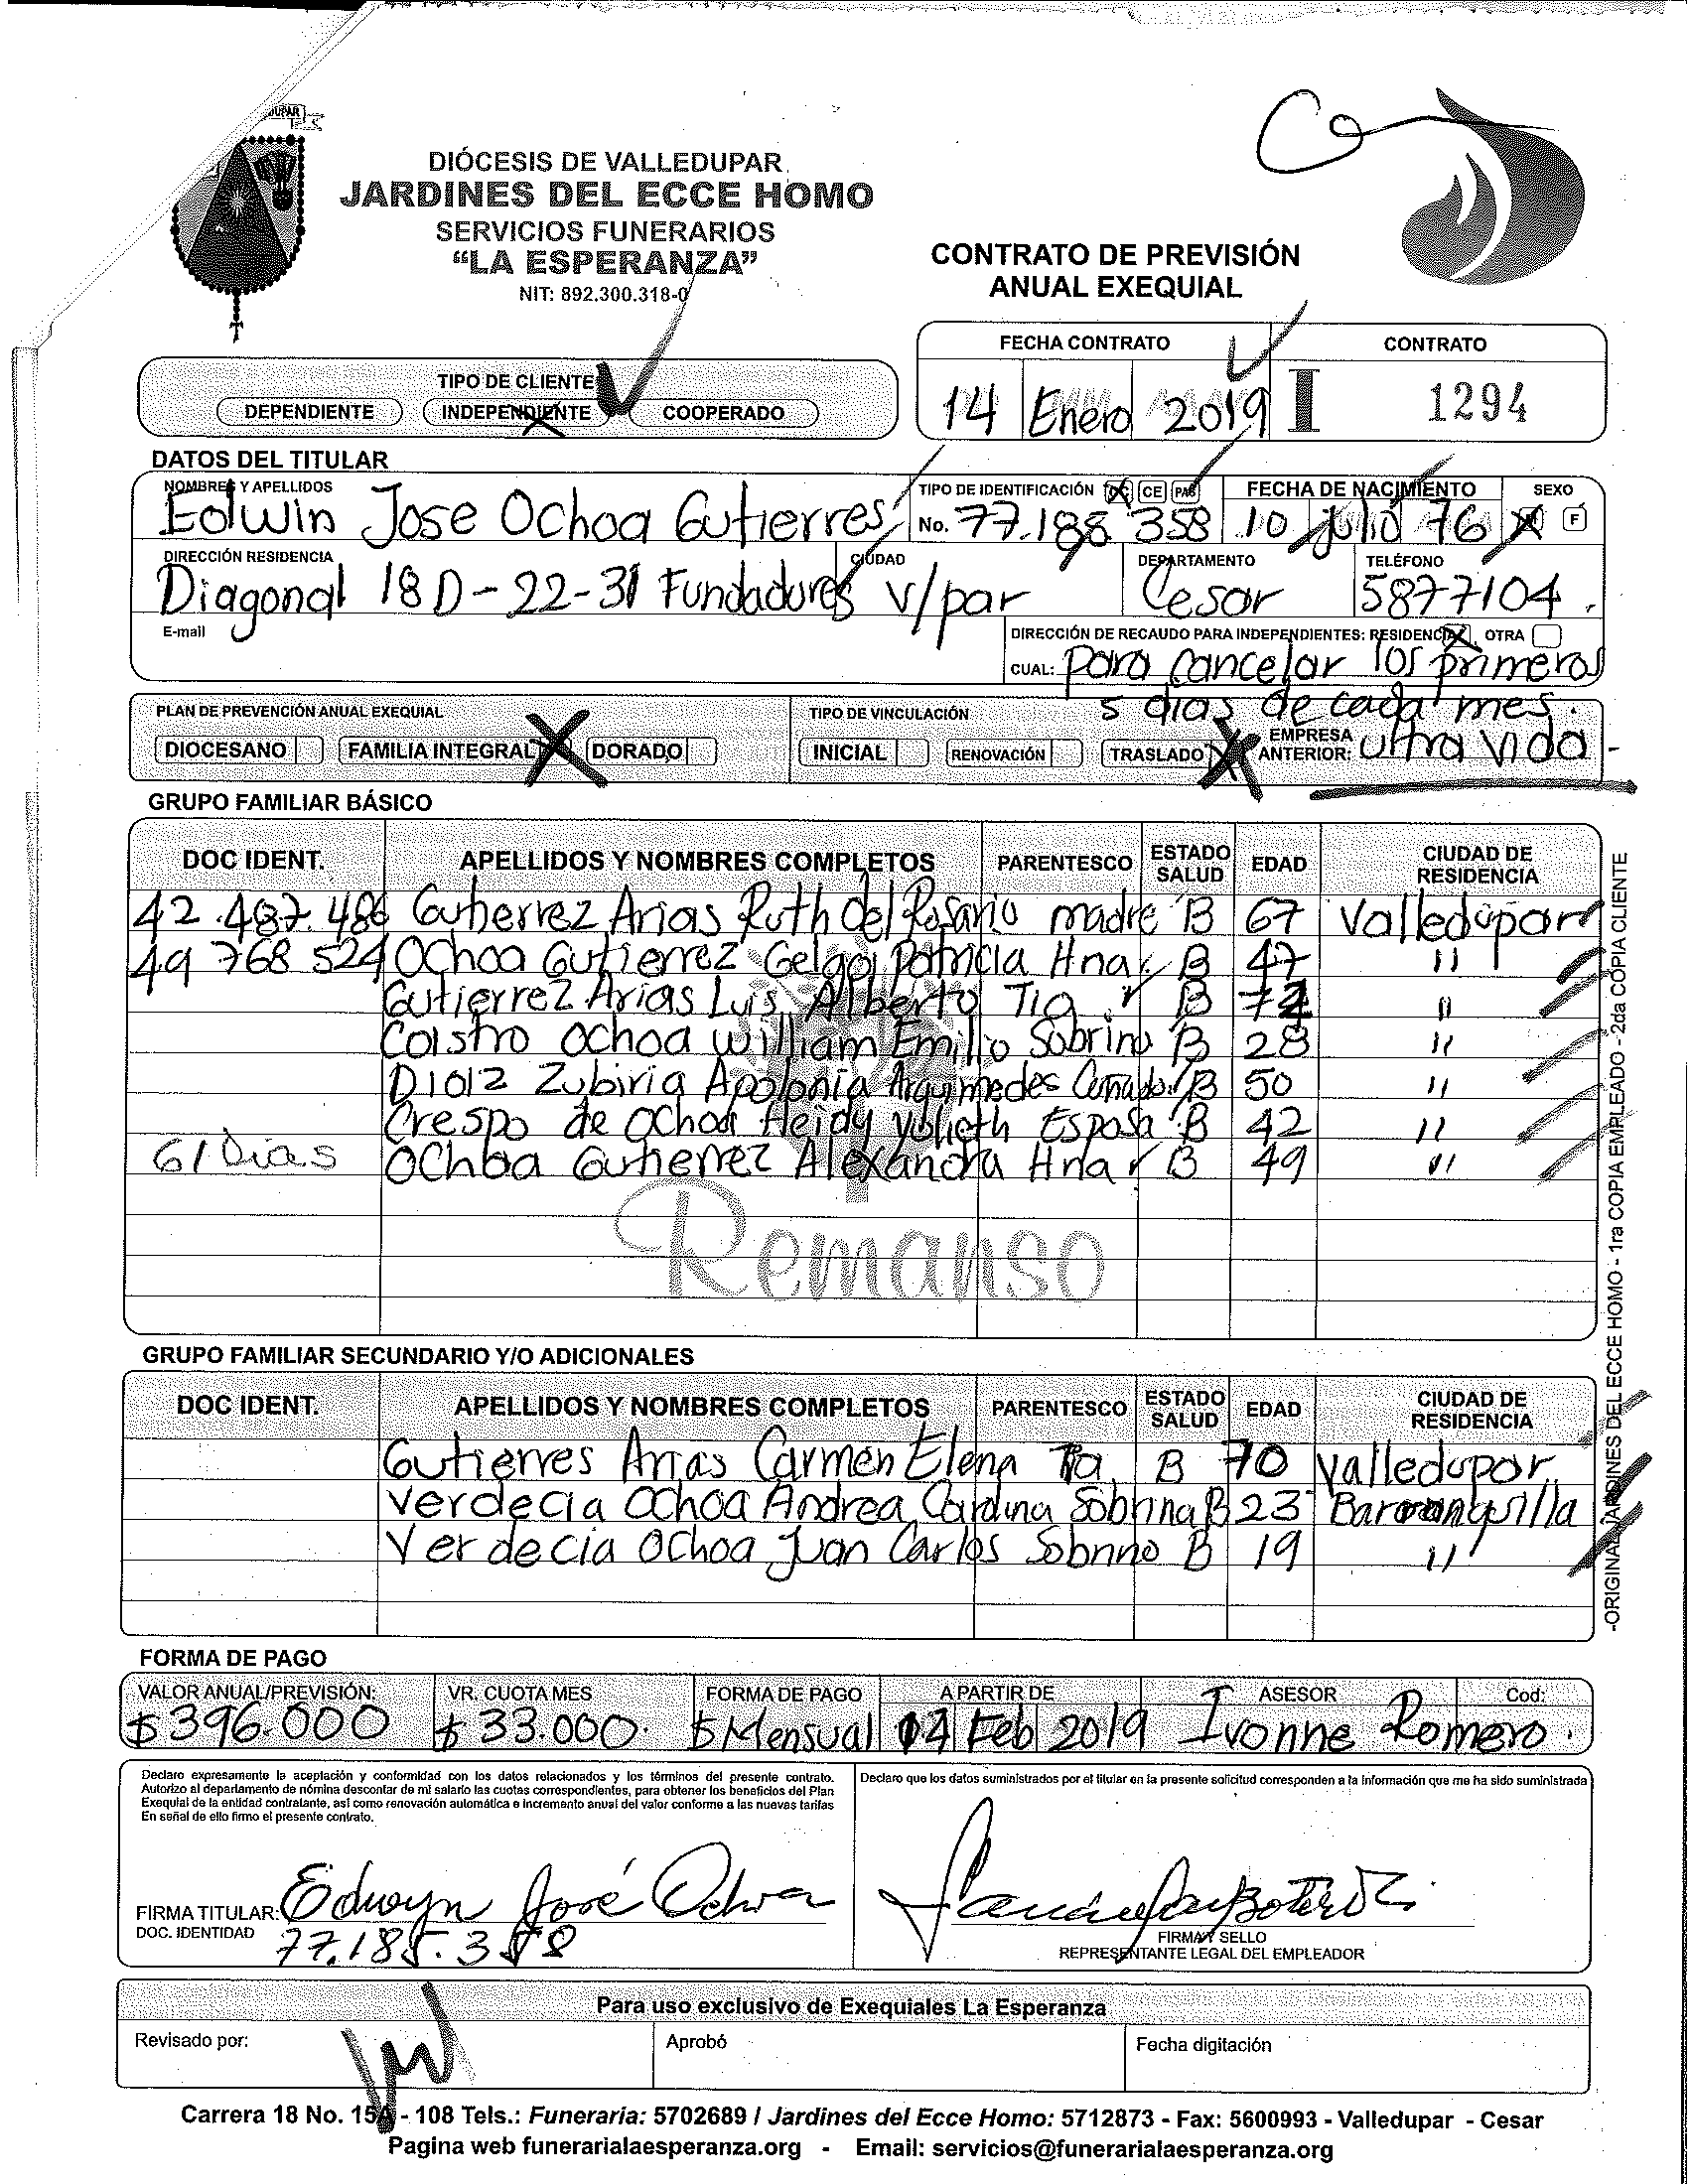 DUPAR
DIÓCESIS DE VALLEDUPAR
JARDINES DEL ECCE HOMO
SERVICIOS FUNERARIOS
"LA ESPERANZA"
NIT: 892.300.318-0
CONTRATO DE PREVISIÓN
ANUAL EXEQUIAL
FECHA CONTRATO CONTRATO
14 Enero 2019 I 1294
TIPO DE CLIENTE
DEPENDIENTE INDEPENDIENTE COOPERADO
DATOS DEL TITULAR
NOMBRES Y APELLIDOS TIPO DE IDENTIFICACIÓN CE PAS FECHA DE NACIMIENTO SEXO
Edwin Jose Ochoa Gutierres No. 77.188 358 10 Julio 76 F
DIRECCIÓN RESIDENCIA CIUDAD DEPARTAMENTO TELÉFONO
Diagonal 18D-22-31 Fundadores v/par Cesar 5877104.
E-mail DIRECCIÓN DE RECAUDO PARA INDEPENDIENTES: RESIDENCIA OTRA
CUAL: para cancelar los primeros
5 dias de cada mes.
PLAN DE PREVENCIÓN ANUAL EXEQUIAL TIPO DE VINCULACIÓN
DIOCESANO FAMILIA INTEGRAL DORADO INICIAL RENOVACIÓN TRASLADO EMPRESA ANTERIOR: ultra vida
GRUPO FAMILIAR BÁSICO
DOC IDENT. APELLIDOS Y NOMBRES COMPLETOS PARENTESCO ESTADO SALUD EDAD CIUDAD DE RESIDENCIA
42.487.486 Gutierrez Arias Ruth Del Rosario madre B 67 Valledupar
49 768 524 Ochoa Gutierrez Patricia Hna B 47 "
Gutierrez Arias Luis Alberto Tio B "
Castro Ochoa William Emilio Sobrino B 28 "
Zubiria Apolonia Arquimedes B 50 "
Crespo de Ochoa Heidy Esposa B 42 "
61 Dias Ochoa Gutierrez Alexandra Hna B 49 "
Remanso
GRUPO FAMILIAR SECUNDARIO Y/O ADICIONALES
DOC IDENT. APELLIDOS Y NOMBRES COMPLETOS PARENTESCO ESTADO SALUD EDAD CIUDAD DE RESIDENCIA
Gutierres Arias Carmen Elena Tia B 70 Valledupar
Verdecia Ochoa Andrea Carolina Sobrina B 23 Barranquilla
Verdecia Ochoa Juan Carlos Sobrino B 19 "
-ORIGINAL JARDINES DEL ECCE HOMO - 1ra COPIA EMPLEADO - 2da COPIA CLIENTE
FORMA DE PAGO
VALOR ANUAL/PREVISIÓN: VR. CUOTA MES FORMA DE PAGO A PARTIR DE ASESOR Cod:
$396.000 $33.000. Mensual Feb 2019 Ivonne Romero.
Declaro expresamente la aceptación y conformidad con los datos relacionados y los términos del presente contrato.
Autorizo al departamento de nómina descontar de mi salario las cuotas correspondientes, para obtener los beneficios del Plan
Exequial de la entidad contratante, así como renovación automática e incremento anual del valor conforme a las nuevas tarifas
En señal de ello firmo el presente contrato.
Declaro que los datos suministrados por el titular en la presente solicitud corresponden a la información que me ha sido suministrada
FIRMA TITULAR: Edwyn José Ochoa
DOC. IDENTIDAD 77.185.358
FIRMA Y SELLO
REPRESENTANTE LEGAL DEL EMPLEADOR
Para uso exclusivo de Exequiales La Esperanza
Revisado por: Aprobó Fecha digitación
Carrera 18 No. 15A - 108 Tels.: Funeraria: 5702689 / Jardines del Ecce Homo: 5712873 - Fax: 5600993 - Valledupar - Cesar
Pagina web funerarialaesperanza.org - Email: servicios@funerarialaesperanza.org